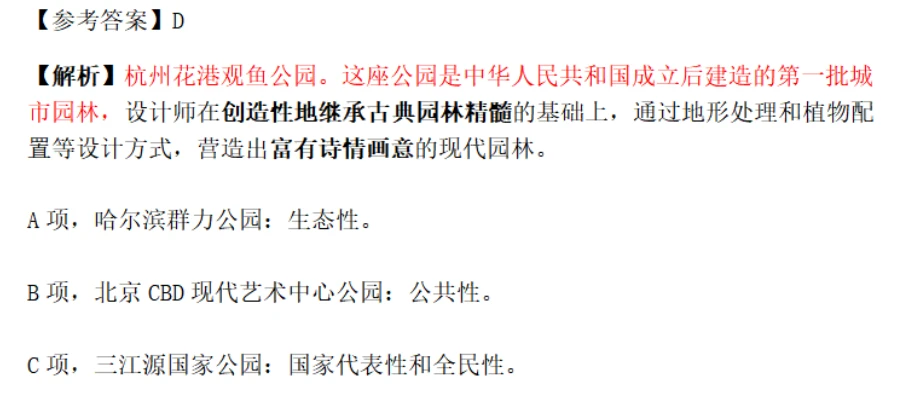 【参考答案】D
【解析】杭州花港观鱼公园。这座公园是中华人民共和国成立后建造的第一批城
市园林，设计师在创造性地继承古典园林精髓的基础上，通过地形处理和植物配
置等设计方式，营造出富有诗情画意的现代园林。
A 项，哈尔滨群力公园：生态性。
B 项，北京 CBD 现代艺术中心公园：公共性。
C 项，三江源国家公园：国家代表性和全民性。